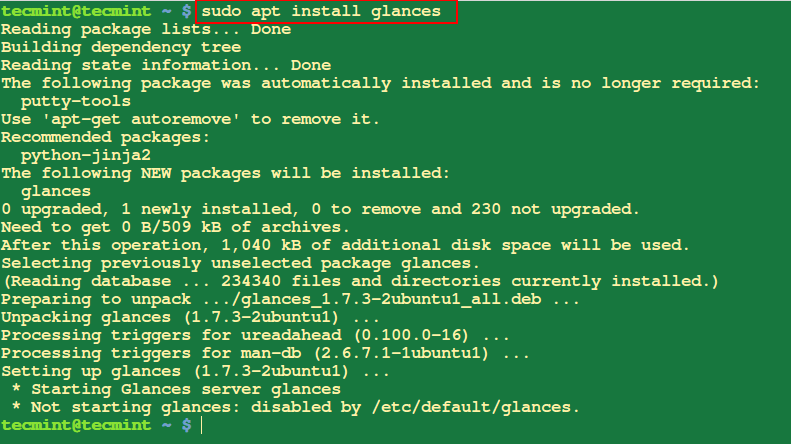 tecmint@tecmint ~ $ sudo apt install glances
Reading package lists... Done
Building dependency tree
Reading state information... Done
The following package was automatically installed and is no longer required:
  putty-tools
Use 'apt-get autoremove' to remove it.
Recommended packages:
  python-jinja2
The following NEW packages will be installed:
  glances
0 upgraded, 1 newly installed, 0 to remove and 230 not upgraded.
Need to get 0 B/509 kB of archives.
After this operation, 1,040 kB of additional disk space will be used.
Selecting previously unselected package glances.
(Reading database ... 234340 files and directories currently installed.)
Preparing to unpack .../glances_1.7.3-2ubuntu1_all.deb ...
Unpacking glances (1.7.3-2ubuntu1) ...
Processing triggers for ureadahead (0.100.0-16) ...
Processing triggers for man-db (2.6.7.1-1ubuntu1) ...
Setting up glances (1.7.3-2ubuntu1) ...
 * Starting Glances server glances
 * Not starting glances: disabled by /etc/default/glances.
tecmint@tecmint ~ $